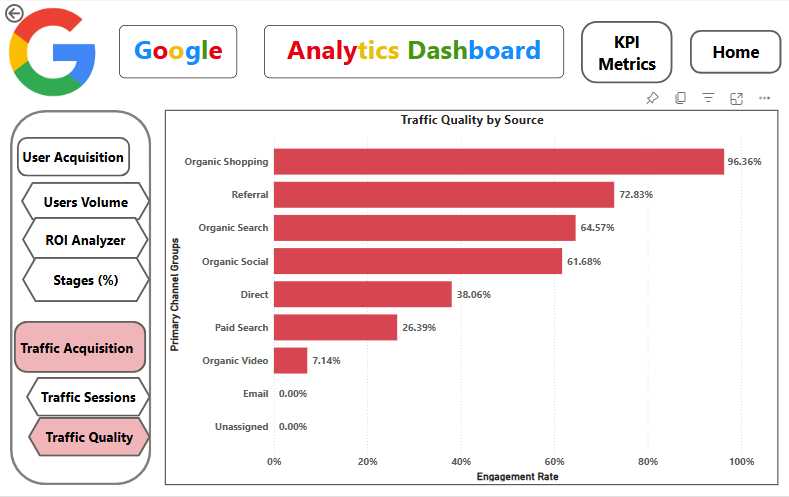 Google
Analytics Dashboard
KPI
Metrics
Home
User Acquisition
Users Volume
ROI Analyzer
Stages (%)
Traffic Acquisition
Traffic Sessions
Traffic Quality
Traffic Quality by Source
Primary Channel Groups
Organic Shopping 96.36%
Referral 72.83%
Organic Search 64.57%
Organic Social 61.68%
Direct 38.06%
Paid Search 26.39%
Organic Video 7.14%
Email 0.00%
Unassigned 0.00%
0% 20% 40% 60% 80% 100%
Engagement Rate